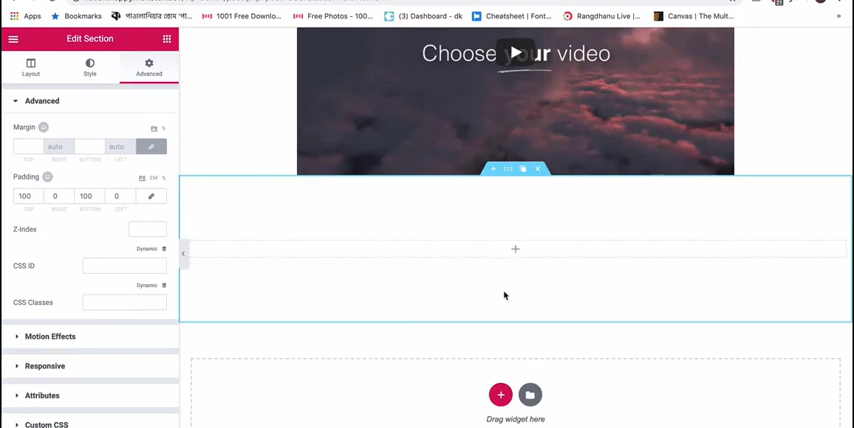 Apps Bookmarks পাওালানিয়ার প্রোফে 'পা... 1001 Free Downlo... Free Photos - 100... (3) Dashboard - dk Cheatsheet | Font... Rangdhanu Live |... Canvas | The Mult... »
Edit Section
Layout Style Advanced
Advanced
Margin PX %
auto auto
TOP RIGHT BOTTOM LEFT
Padding PX EM %
100 0 100 0
TOP RIGHT BOTTOM LEFT
Z-Index
Dynamic
CSS ID
Dynamic
CSS Classes
Motion Effects
Responsive
Attributes
Custom CSS
Choose your video
Drag widget here